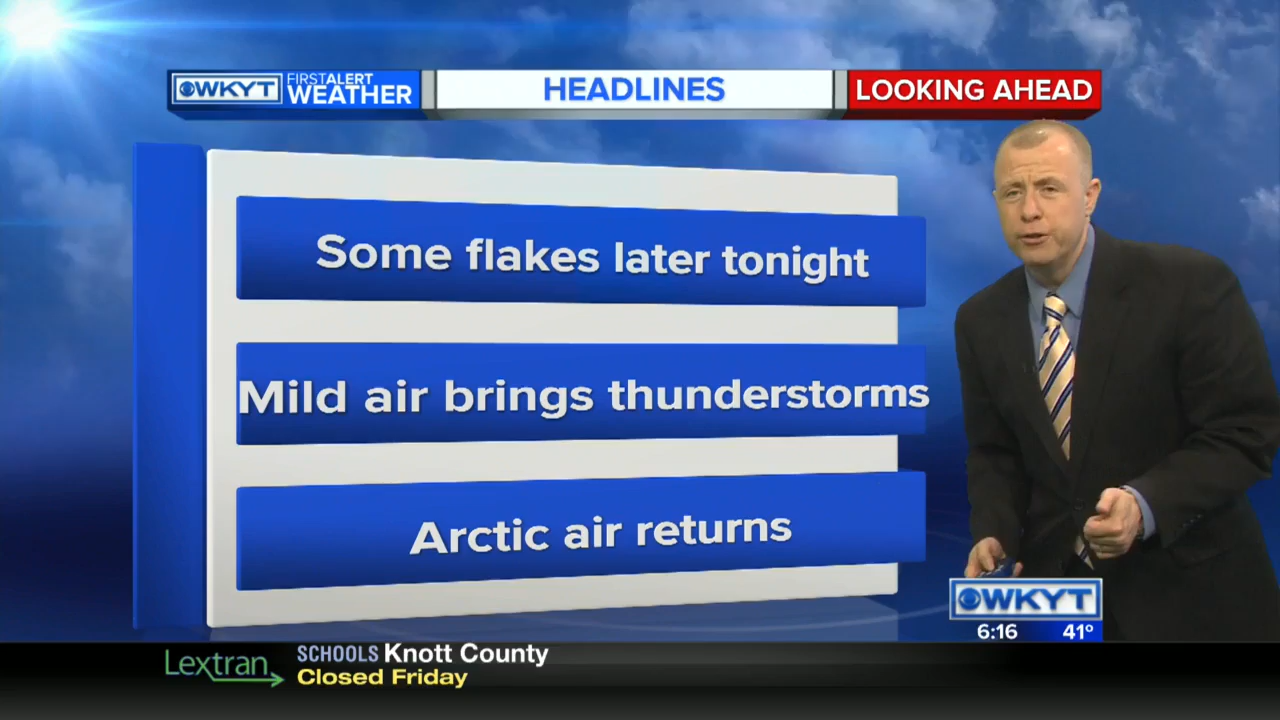 WKYT FIRST ALERT WEATHER
HEADLINES
LOOKING AHEAD
Some flakes later tonight
Mild air brings thunderstorms
Arctic air returns
WKYT
6:16 41°
Lextran
SCHOOLS Knott County
Closed Friday